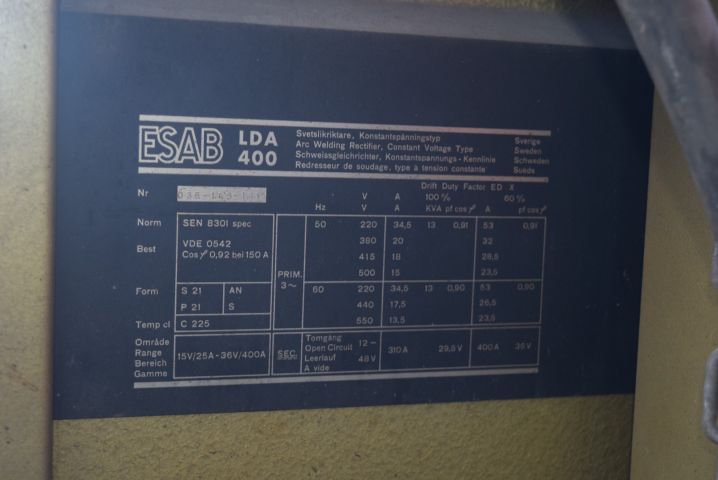 ESAB LDA 400
Svetslikriktare, Konstantspänningstyp
Arc Welding Rectifier, Constant Voltage Type
Schweissgleichrichter, Konstantspannungs-Kennlinie
Redresseur de soudage, type à tension constante
Sverige
Sweden
Schweden
Suède
Nr
Drift Duty Factor ED X
V A 100 % 60 %
Hz V A KVA pf cos φ A pf cos φ
Norm SEN 8301 spec 50 220 34,5 13 0,91 53 0,91
Best VDE 0542 380 20 32
Cos φ 0,92 bei 150 A 415 18 28,5
PRIM. 500 15 23,5
3~
Form S 21 AN 60 220 34,5 13 0,90 53 0,90
P 21 S 440 17,5 26,5
Temp cl C 225 550 13,5 23,5
Område
Range
Bereich
Gamme
15V/25A-36V/400A
SEC.
Tomgång
Open Circuit
Leerlauf
A vide
12 –
48 V
310 A 29,5 V 400 A 36 V